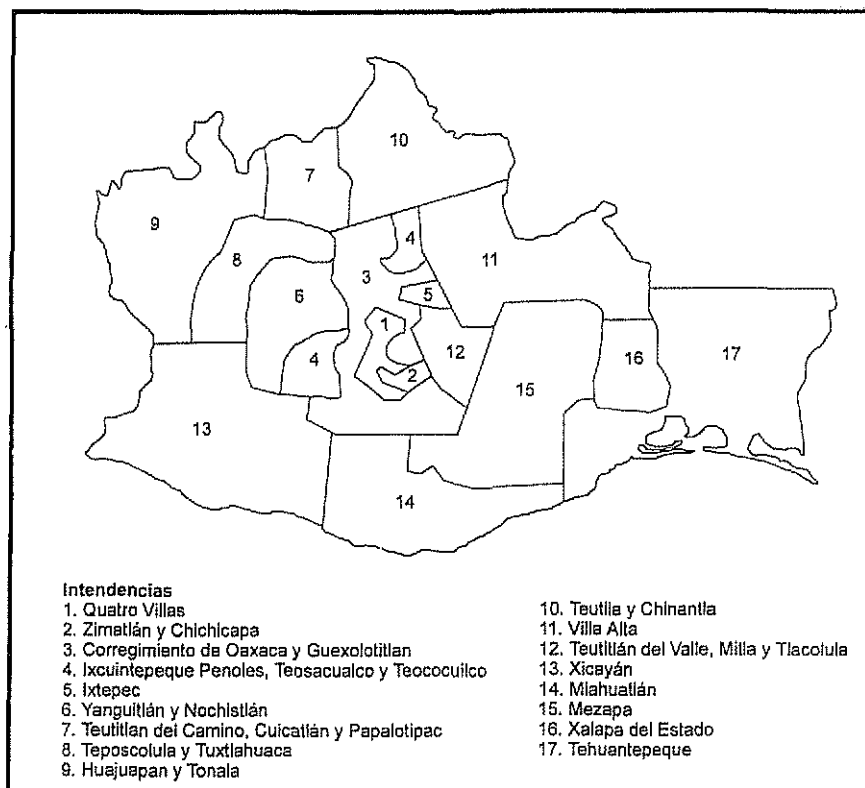 10
7
9
4
8
3
11
6
5
1
12
16
17
4
2
15
13
14
Intendencias
1. Quatro Villas
2. Zimatlán y Chichicapa
3. Corregimiento de Oaxaca y Guexolotitlan
4. Ixcuintepeque Penoles, Teosacualco y Teococuilco
5. Ixtepec
6. Yanguitlán y Nochistlán
7. Teutitlan del Camino, Cuicatlán y Papalotipac
8. Teposcolula y Tuxtlahuaca
9. Huajuapan y Tonala
10. Teutila y Chinantla
11. Villa Alta
12. Teutitlán del Valle, Mitla y Tlacolula
13. Xicayán
14. Miahuatlán
15. Mezapa
16. Xalapa del Estado
17. Tehuantepeque